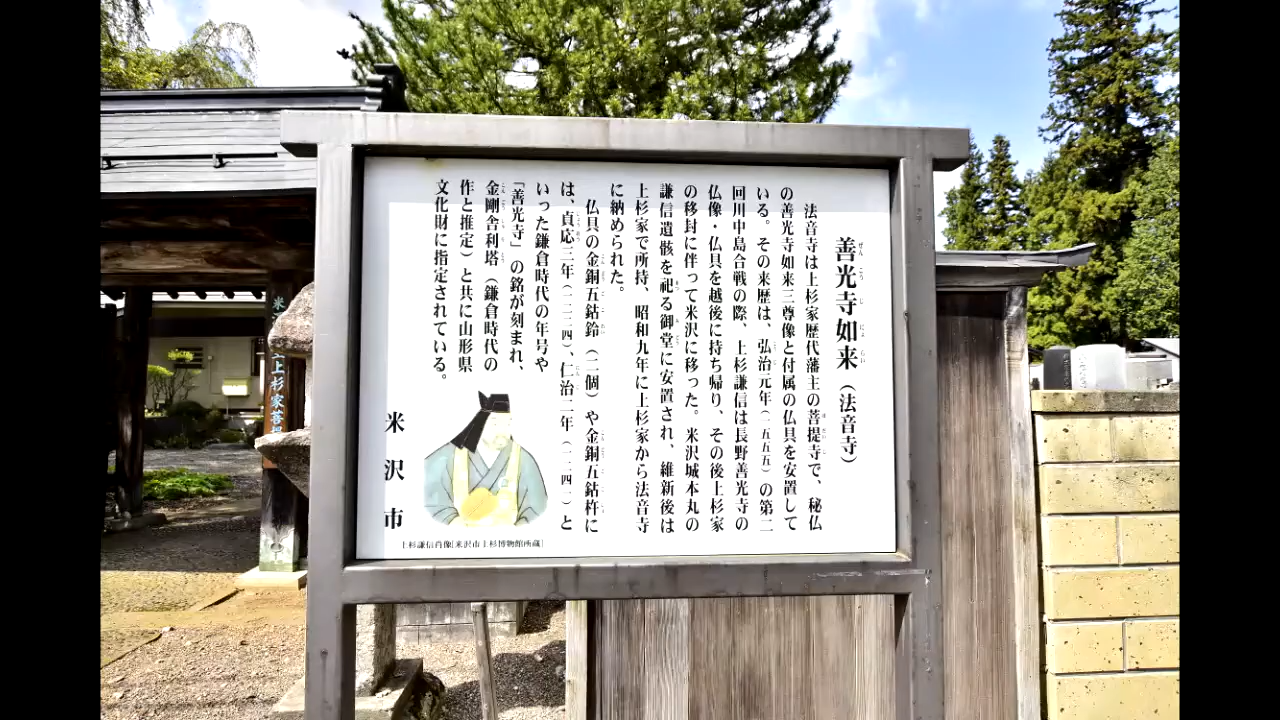 善光寺如来（法音寺）
法音寺は上杉家歴代藩主の菩提寺で、秘仏
の善光寺如来三尊像と付属の仏具を安置して
いる。その来歴は、弘治元年（一五五五）の第二
回川中島合戦の際、上杉謙信は長野善光寺の
仏像・仏具を越後に持ち帰り、その後上杉家
の移封に伴って米沢に移った。米沢城本丸の
謙信遺骸を祀る御堂に安置され、維新後は
上杉家で所持、昭和九年に上杉家から法音寺
に納められた。
仏具の金銅五鈷鈴（二個）や金銅五鈷杵に
は、貞応三年（一二二四）、仁治二年（一二四一）と
いった鎌倉時代の年号や
「善光寺」の銘が刻まれ、
金剛舎利塔（鎌倉時代の
作と推定）と共に山形県
文化財に指定されている。
米沢市
上杉謙信肖像［米沢市上杉博物館所蔵］
上杉家菩提